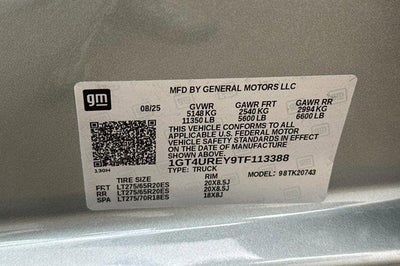 gm
MFD BY GENERAL MOTORS LLC
08/25 GVWR GAWR FRT GAWR RR
5148 KG 2540 KG 2994 KG
11350 LB 5600 LB 6600 LB
THIS VEHICLE CONFORMS TO ALL
APPLICABLE U.S. FEDERAL MOTOR
VEHICLE SAFETY STANDARDS IN EFFECT ON THE
DATE OF MANUFACTURE SHOWN ABOVE.
1GT4UREY9TF113388
130H TYPE: TRUCK MODEL: 98TK20743
TIRE SIZE RIM
FRT LT275/65R20ES 20X8.5J
RR LT275/65R20ES 20X8.5J
LT275/70R18ES 18X8J